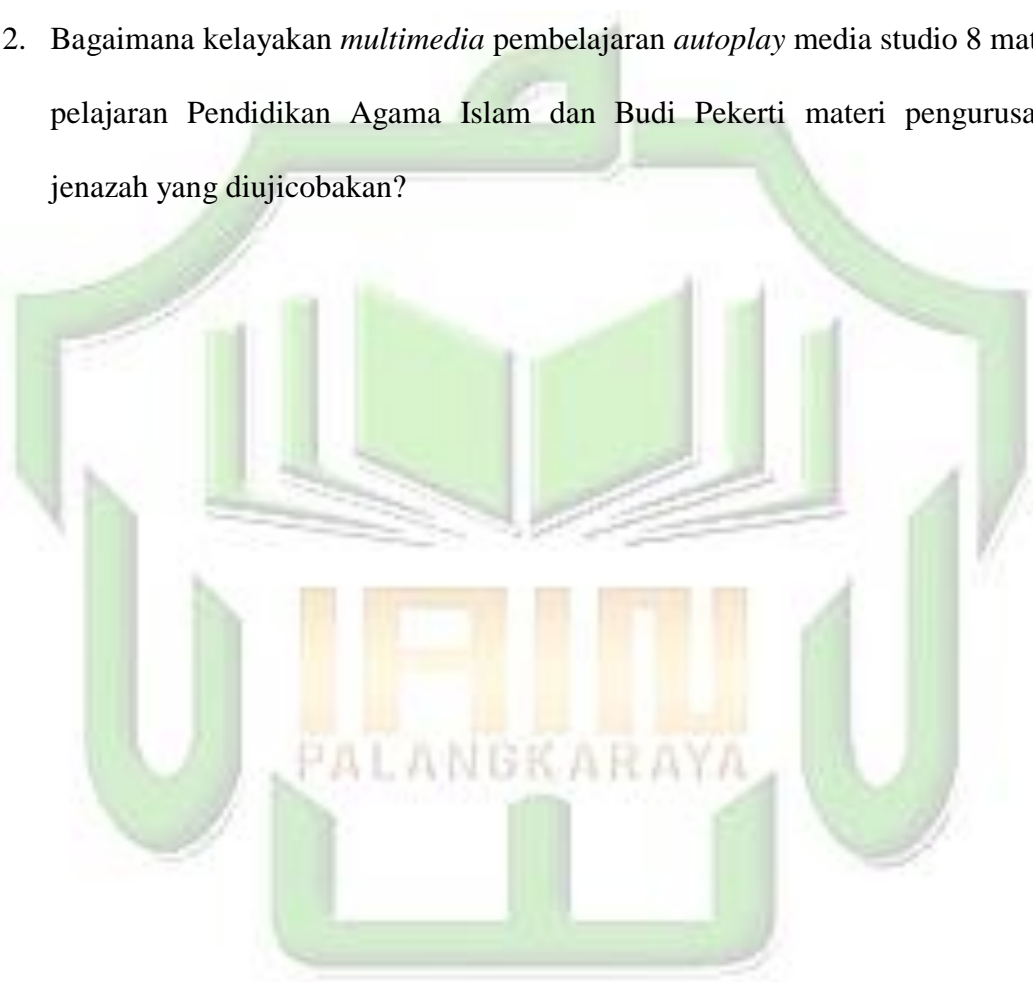 2. Bagaimana kelayakan multimedia pembelajaran autoplay media studio 8 mat
pelajaran Pendidikan Agama Islam dan Budi Pekerti materi pengurusa
jenazah yang diujicobakan?
IAIN
PALANGKARAYA